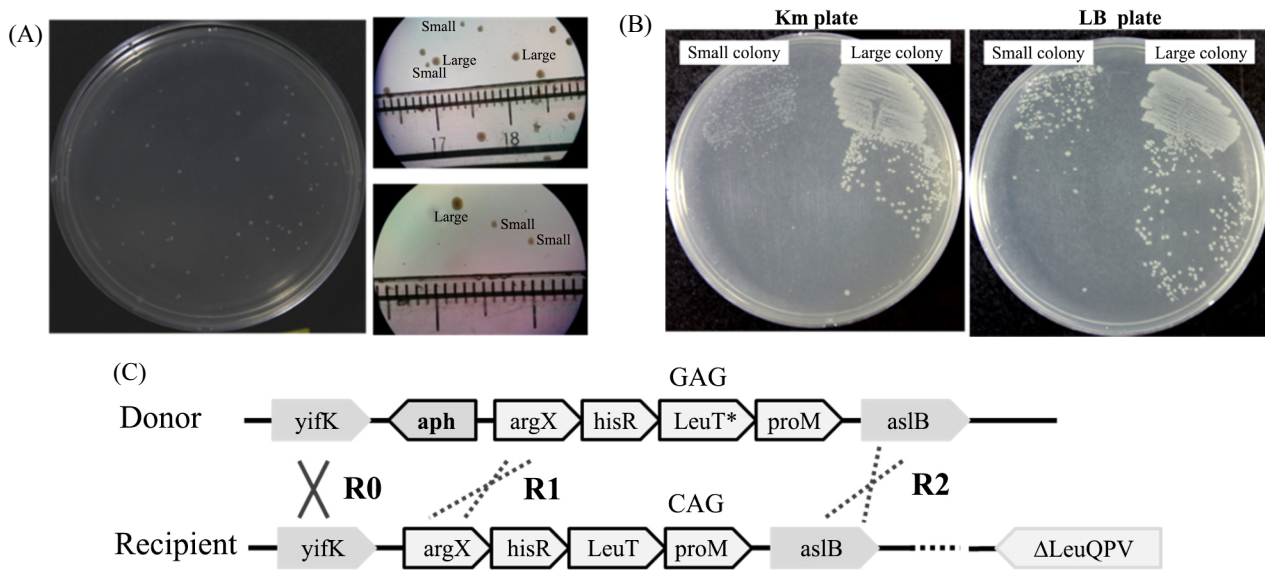 (A)
Small
Large
Large
Small
17
18
Large
Small
Small
(B)
Km plate
LB plate
Small colony
Large colony
Small colony
Large colony
(C)
GAG
Donor
yifK
aph
argX
hisR
LeuT*
proM
aslB
R0
R1
R2
CAG
Recipient
yifK
argX
hisR
LeuT
proM
aslB
ΔLeuQPV